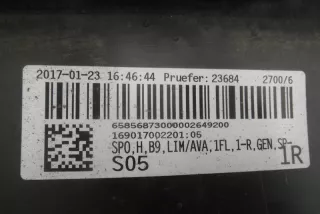 2017-01-23 16:46:44 Pruefer:23684 2700/6
65856873000002649200
169017002201:05
SPO,H,B9,LIM/AVA,1FL,1-R,GEN,SP-
S05 1R